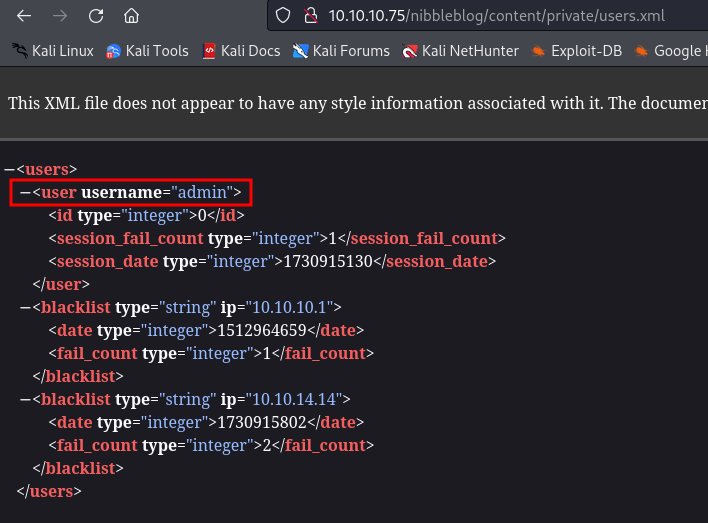 10.10.10.75/nibbleblog/content/private/users.xml
Kali Linux Kali Tools Kali Docs Kali Forums Kali NetHunter Exploit-DB Google
This XML file does not appear to have any style information associated with it. The
−<users>
−<user username="admin">
<id type="integer">0</id>
<session_fail_count type="integer">1</session_fail_count>
<session_date type="integer">1730915130</session_date>
</user>
−<blacklist type="string" ip="10.10.10.1">
<date type="integer">1512964659</date>
<fail_count type="integer">1</fail_count>
</blacklist>
−<blacklist type="string" ip="10.10.14.14">
<date type="integer">1730915802</date>
<fail_count type="integer">2</fail_count>
</blacklist>
</users>